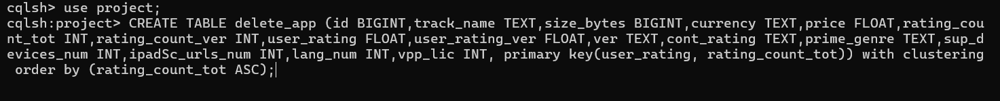 cqlsh> use project;
cqlsh:project> CREATE TABLE delete_app (id BIGINT,track_name TEXT,size_bytes BIGINT,currency TEXT,price FLOAT,rating_cou
nt_tot INT,rating_count_ver INT,user_rating FLOAT,user_rating_ver FLOAT,ver TEXT,cont_rating TEXT,prime_genre TEXT,sup_d
evices_num INT,ipadSc_urls_num INT,lang_num INT,vpp_lic INT, primary key(user_rating, rating_count_tot)) with clustering
 order by (rating_count_tot ASC);